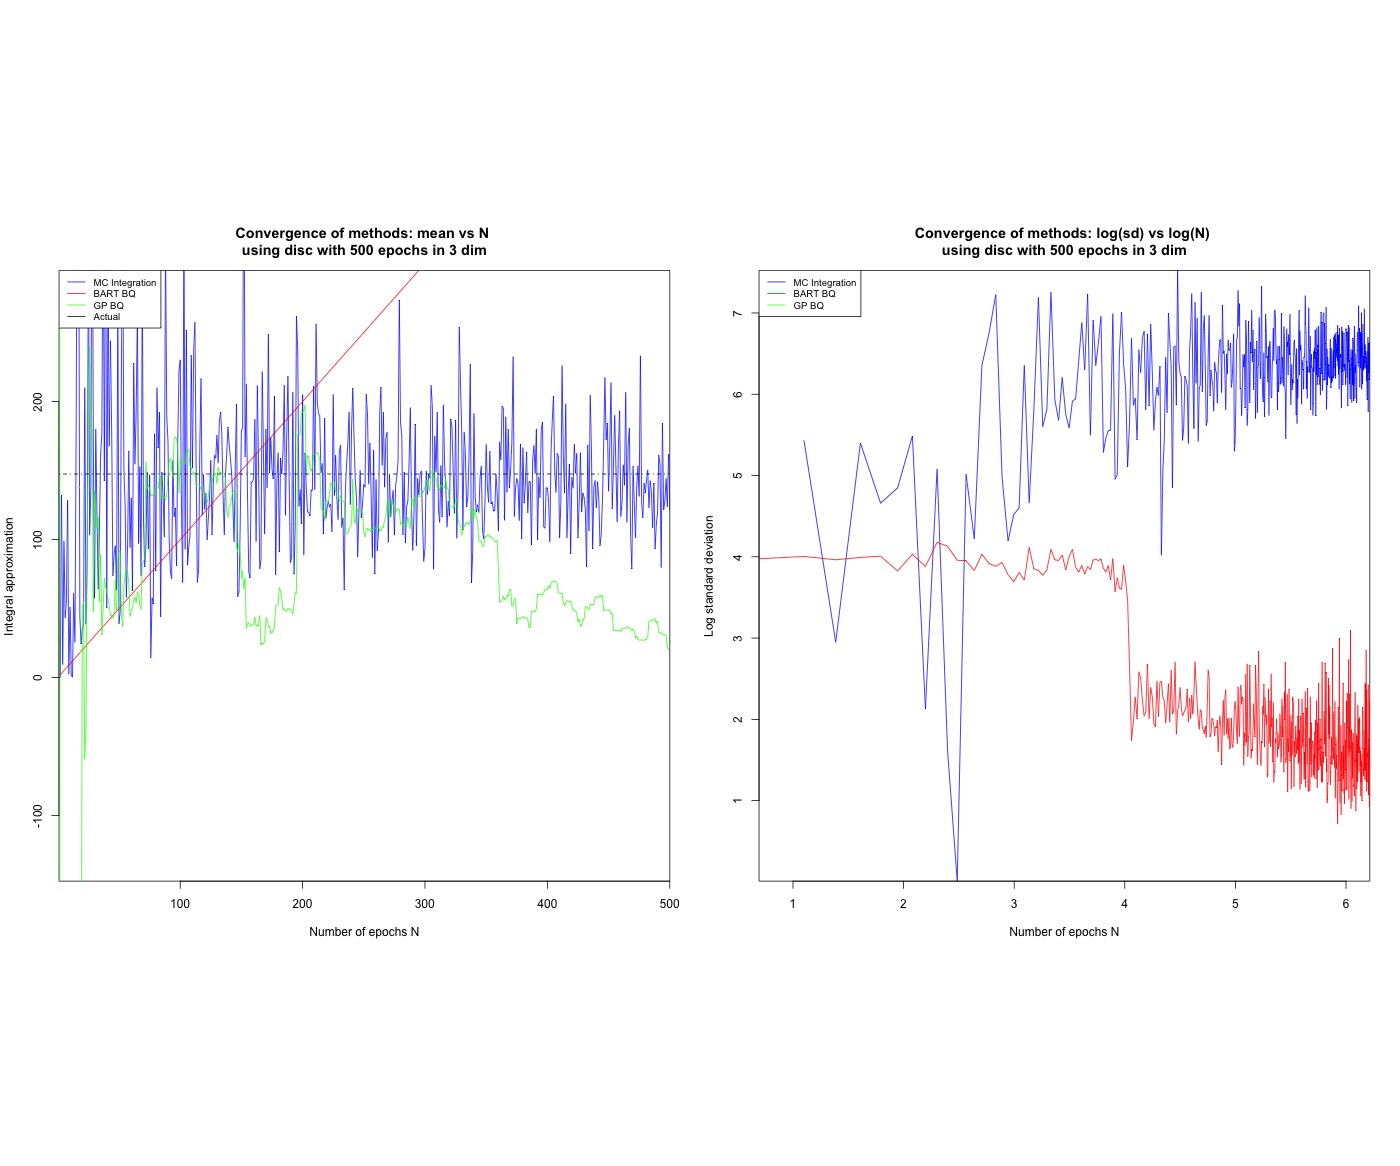 Convergence of methods: mean vs N
using disc with 500 epochs in 3 dim
MC Integration
BART BQ
GP BQ
Actual
Integral approximation
200
100
0
-100
100 200 300 400 500
Number of epochs N
Convergence of methods: log(sd) vs log(N)
using disc with 500 epochs in 3 dim
MC Integration
BART BQ
GP BQ
Log standard deviation
7
6
5
4
3
2
1
1 2 3 4 5 6
Number of epochs N